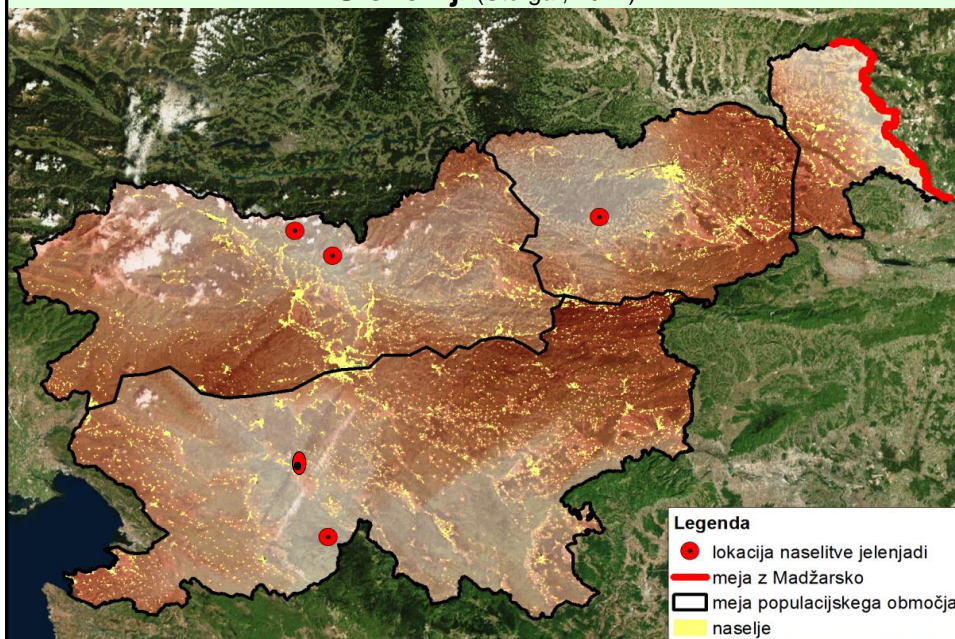 Legenda
lokacija naselitve jelenjadi
meja z Madžarsko
meja populacijskega območja
naselje